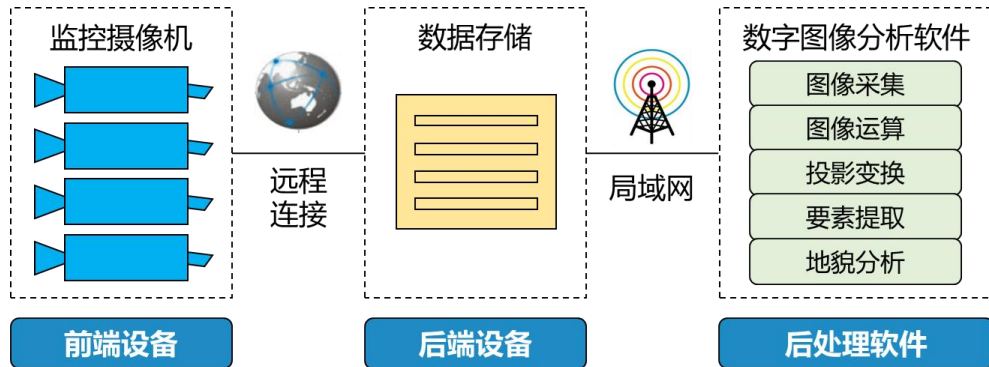 监控摄像机
远程
连接
前端设备
数据存储
局域网
后端设备
数字图像分析软件
图像采集
图像运算
投影变换
要素提取
地貌分析
后处理软件